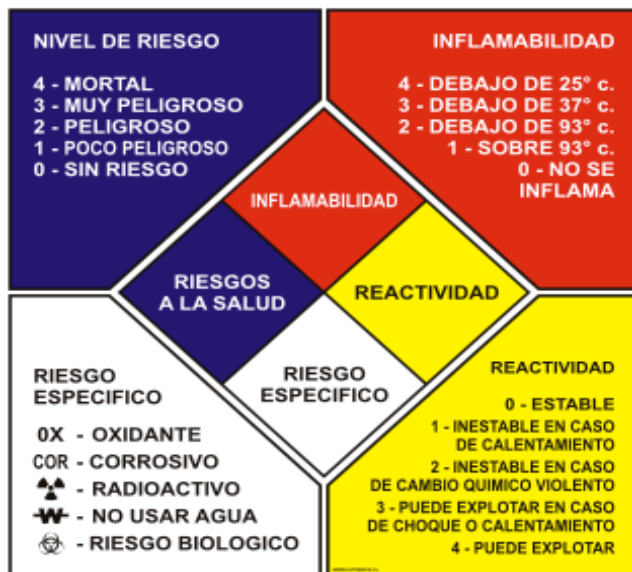 NIVEL DE RIESGO
4 - MORTAL
3 - MUY PELIGROSO
2 - PELIGROSO
1 - POCO PELIGROSO
0 - SIN RIESGO
INFLAMABILIDAD
4 - DEBAJO DE 25° c.
3 - DEBAJO DE 37° c.
2 - DEBAJO DE 93° c.
1 - SOBRE 93° c.
0 - NO SE
INFLAMA
INFLAMABILIDAD
RIESGOS
A LA SALUD
REACTIVIDAD
RIESGO
ESPECIFICO
RIESGO
ESPECIFICO
0X - OXIDANTE
COR - CORROSIVO
- RADIOACTIVO
W - NO USAR AGUA
- RIESGO BIOLOGICO
REACTIVIDAD
0 - ESTABLE
1 - INESTABLE EN CASO
DE CALENTAMIENTO
2 - INESTABLE EN CASO
DE CAMBIO QUIMICO VIOLENTO
3 - PUEDE EXPLOTAR EN CASO
DE CHOQUE O CALENTAMIENTO
4 - PUEDE EXPLOTAR